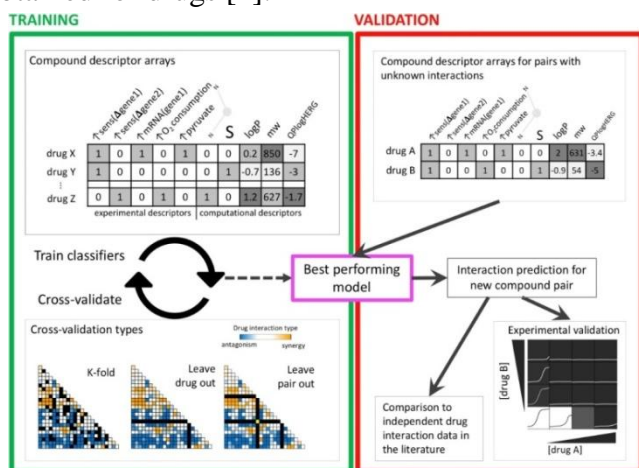 TRAINING
VALIDATION
Compound descriptor arrays
↑sens(Δgene1)
↑sens(Δgene2)
↑mRNA(gene1)
↑O₂ consumption
↑pyruvate
N
N
S
logP
mw
QPlogHERG
drug X 1 0 1 0 1 0 0 0.2 850 -7
drug Y 1 0 0 1 0 0 1 -0.7 136 -3
drug Z 0 1 0 1 0 1 0 1.2 627 -1.7
experimental descriptors computational descriptors
Compound descriptor arrays for pairs with
unknown interactions
↑sens(Δgene1)
↑sens(Δgene2)
↑mRNA(gene1)
↑O₂consumption
↑pyruvate
N
N
S
logP
mw
QPlogHERG
drug A 1 0 1 0 1 0 0 2 631 -3.4
drug B 1 0 0 1 0 0 1 -0.9 54 -5
Train classifiers
Cross-validate
Best performing
model
Interaction prediction for
new compound pair
Cross-validation types
Drug interaction type
antagonism synergy
K-fold
Leave
drug out
Leave
pair out
Experimental validation
[drug B]
[drug A]
Comparison to
independent drug
interaction data in
the literature